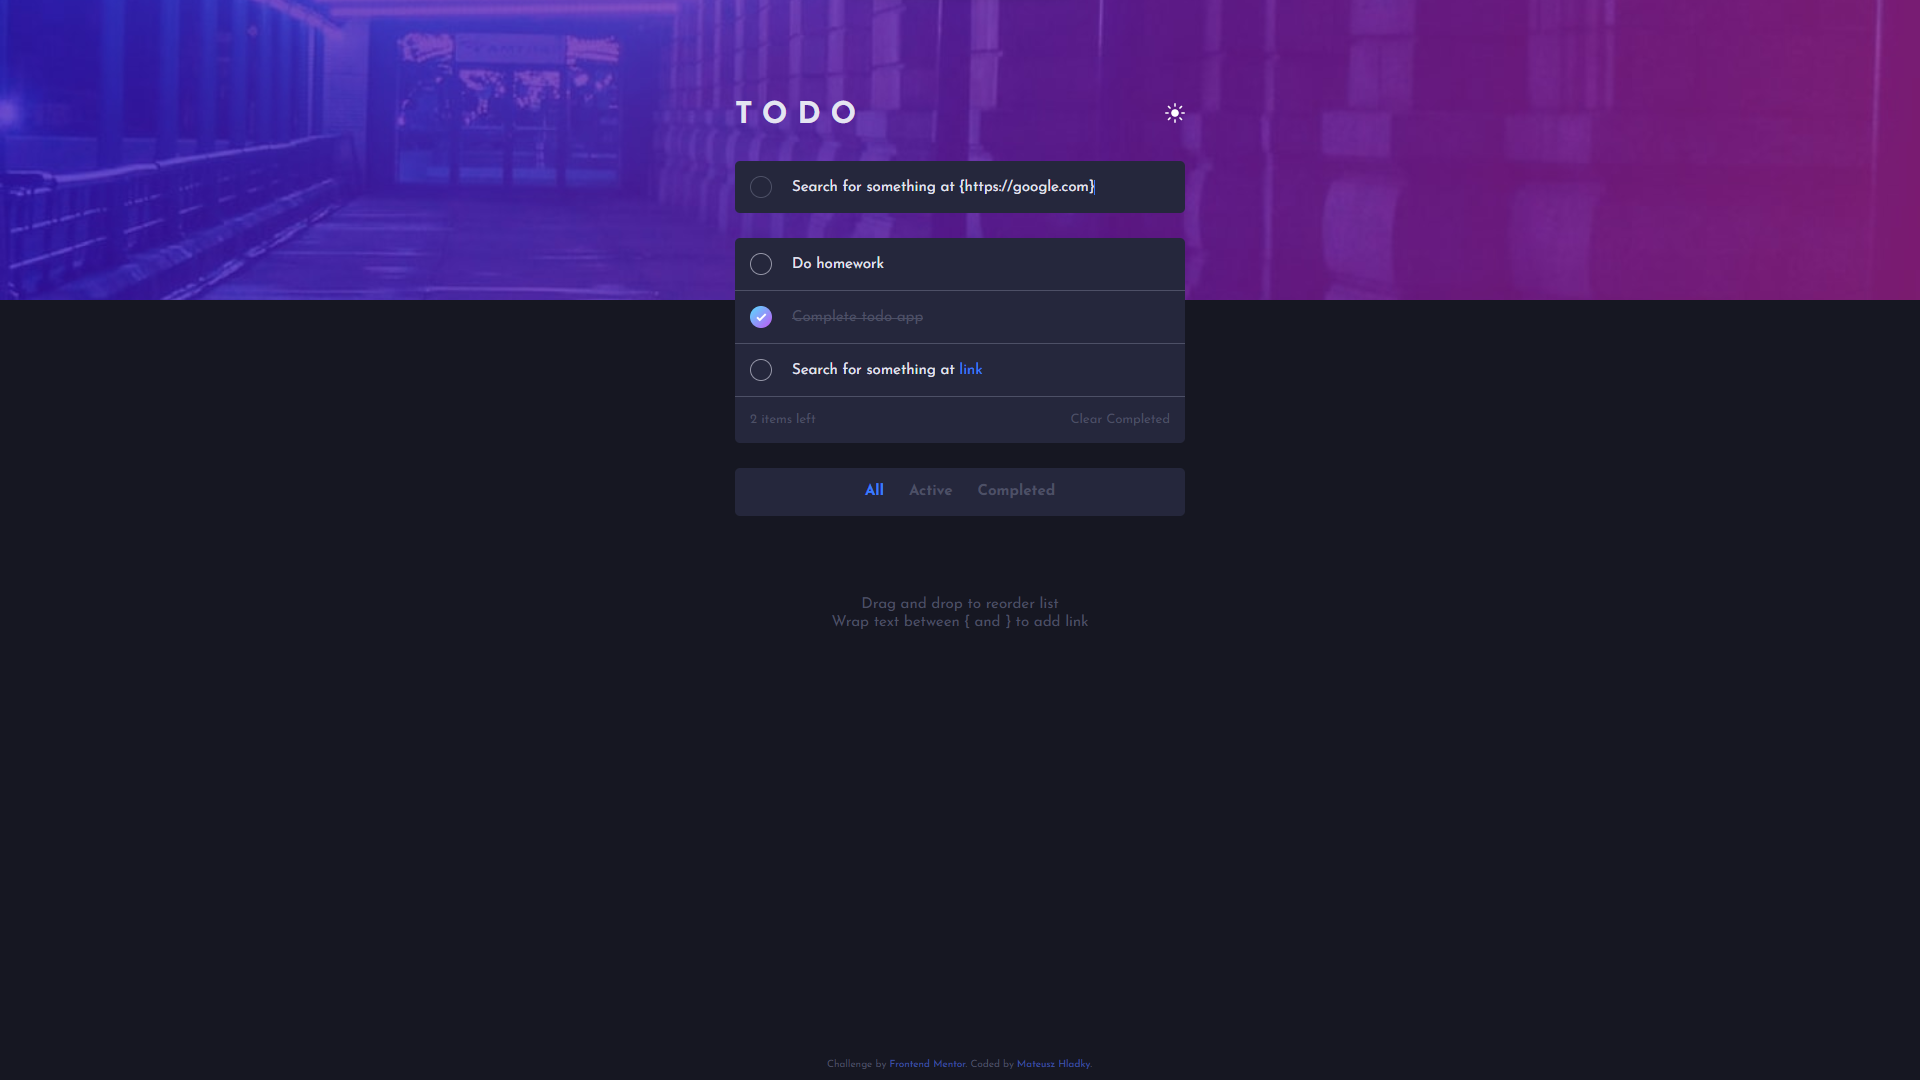 TODO
Search for something at {https://google.com}
Do homework
Complete todo app
Search for something at link
2 items left Clear Completed
All Active Completed
Drag and drop to reorder list
Wrap text between { and } to add link
Challenge by Frontend Mentor. Coded by Mateusz Hladky.